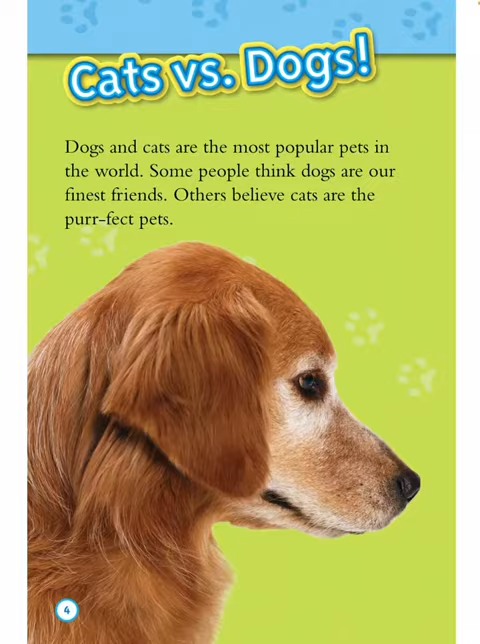 Cats vs. Dogs!
Dogs and cats are the most popular pets in
the world. Some people think dogs are our
finest friends. Others believe cats are the
purr-fect pets.
4